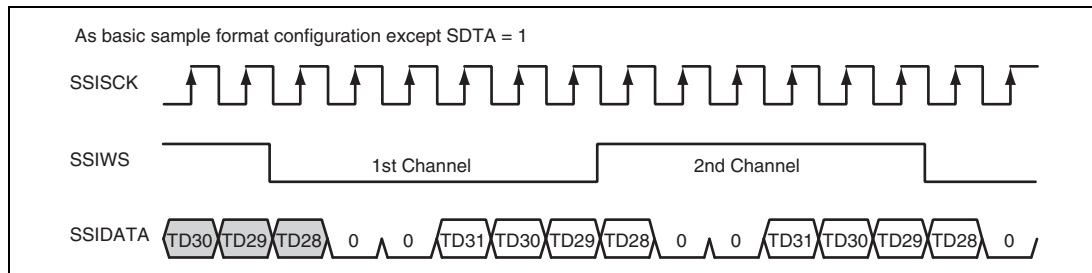 As basic sample format configuration except SDTA = 1
SSISCK
SSIWS
1st Channel
2nd Channel
SSIDATA
TD30 TD29 TD28 0 0 TD31 TD30 TD29 TD28 0 0 TD31 TD30 TD29 TD28 0